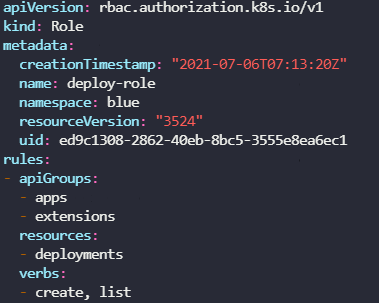 apiVersion: rbac.authorization.k8s.io/v1
kind: Role
metadata:
  creationTimestamp: "2021-07-06T07:13:20Z"
  name: deploy-role
  namespace: blue
  resourceVersion: "3524"
  uid: ed9c1308-2862-40eb-8bc5-3555e8ea6ec1
rules:
- apiGroups:
  - apps
  - extensions
  resources:
  - deployments
  verbs:
  - create, list